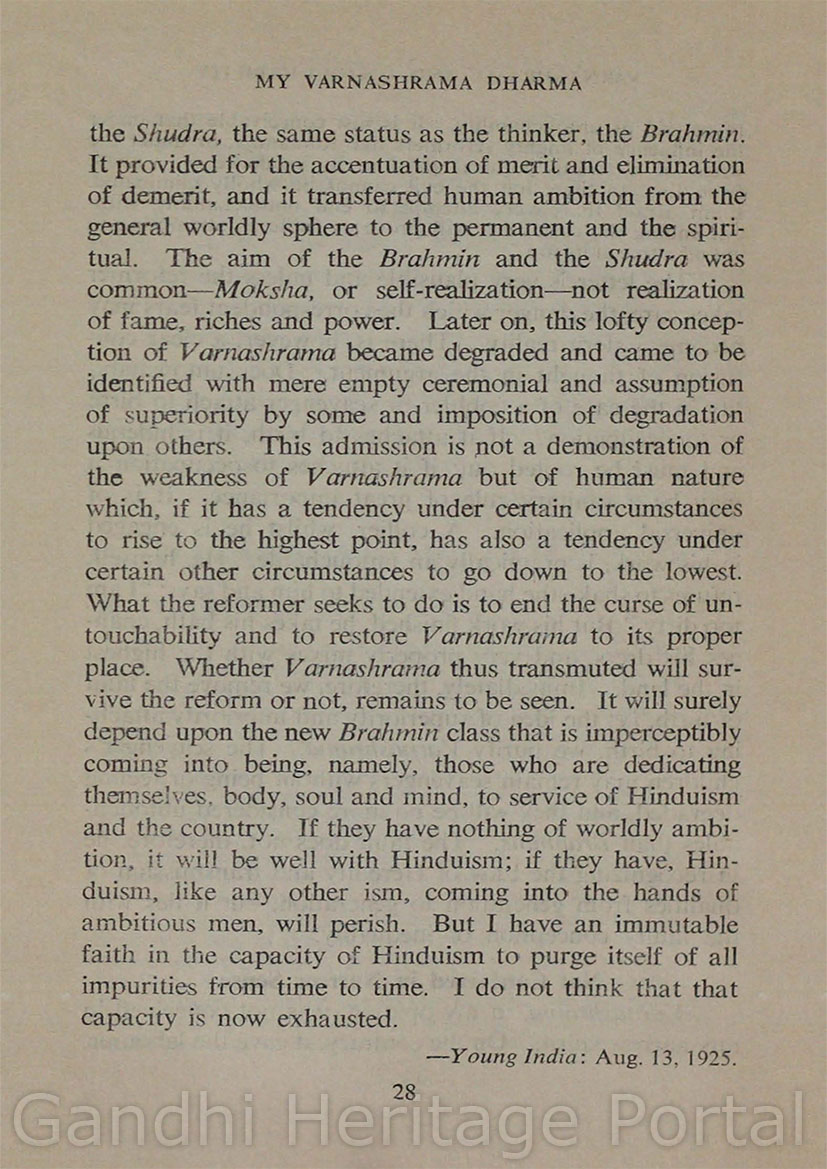 MY VARNASHRAMA DHARMA
the Shudra, the same status as the thinker, the Brahmin.
It provided for the accentuation of merit and elimination
of demerit, and it transferred human ambition from the
general worldly sphere to the permanent and the spiri-
tual. The aim of the Brahmin and the Shudra was
common—Moksha, or self-realization—not realization
of fame, riches and power. Later on, this lofty concep-
tion of Varnashrama became degraded and came to be
identified with mere empty ceremonial and assumption
of superiority by some and imposition of degradation
upon others. This admission is not a demonstration of
the weakness of Varnashrama but of human nature
which, if it has a tendency under certain circumstances
to rise to the highest point, has also a tendency under
certain other circumstances to go down to the lowest.
What the reformer seeks to do is to end the curse of un-
touchability and to restore Varnashrama to its proper
place. Whether Varnashrama thus transmuted will sur-
vive the reform or not, remains to be seen. It will surely
depend upon the new Brahmin class that is imperceptibly
coming into being, namely, those who are dedicating
themselves, body, soul and mind, to service of Hinduism
and the country. If they have nothing of worldly ambi-
tion, it will be well with Hinduism; if they have, Hin-
duism, like any other ism, coming into the hands of
ambitious men, will perish. But I have an immutable
faith in the capacity of Hinduism to purge itself of all
impurities from time to time. I do not think that that
capacity is now exhausted.
—Young India: Aug. 13, 1925.
28
Gandhi Heritage Portal